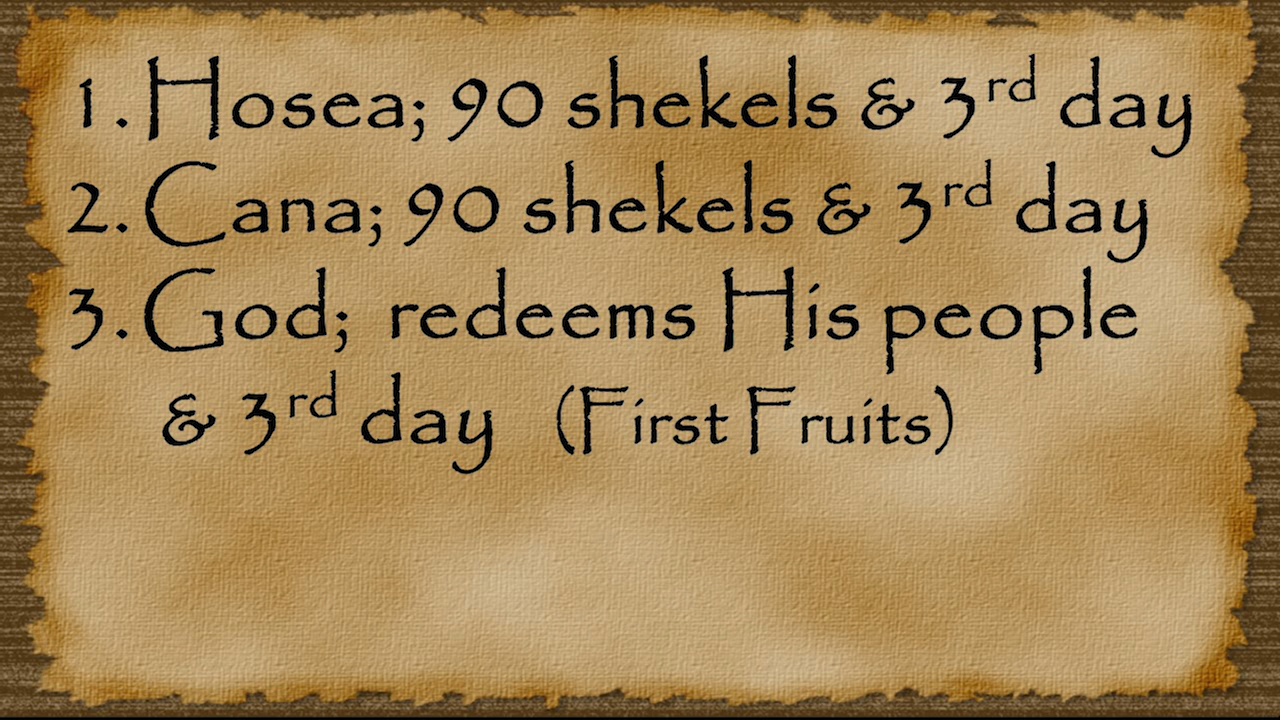 1. Hosea; 90 shekels & 3rd day
2. Cana; 90 shekels & 3rd day
3. God; redeems His people
& 3rd day (First Fruits)